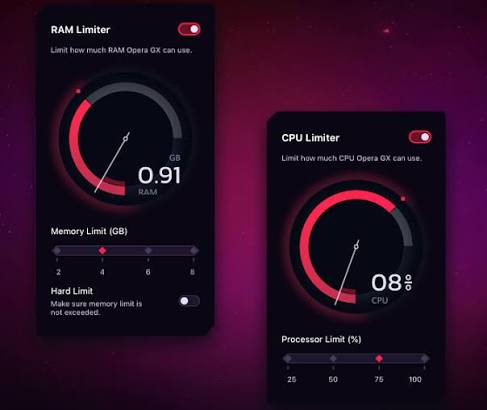 RAM Limiter
Limit how much RAM Opera GX can use.
GB
0.91
RAM
Memory Limit (GB)
2 4 6 8
Hard Limit
Make sure memory limit is
not exceeded.
CPU Limiter
Limit how much CPU Opera GX can use.
08%
CPU
Processor Limit (%)
25 50 75 100